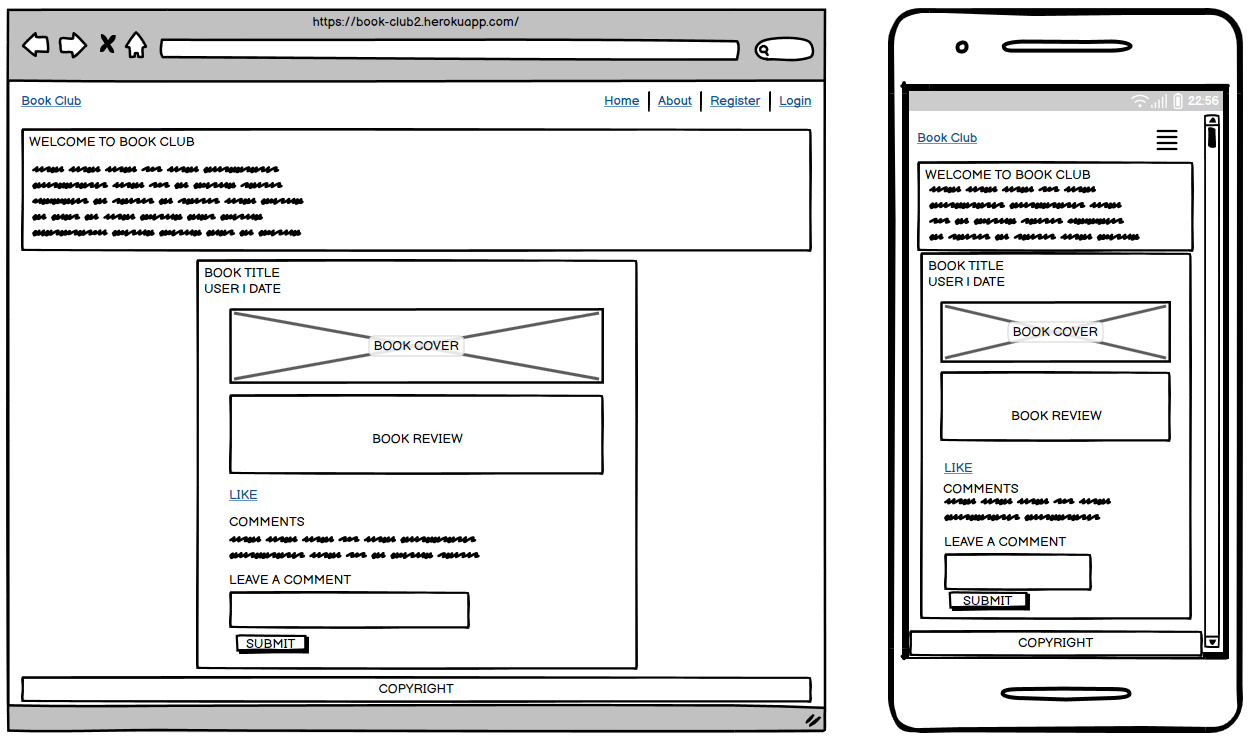 https://book-club2.herokuapp.com/
Book Club
Home | About | Register | Login
WELCOME TO BOOK CLUB
BOOK TITLE
USER | DATE
BOOK COVER
BOOK REVIEW
LIKE
COMMENTS
LEAVE A COMMENT
SUBMIT
COPYRIGHT
22:56
Book Club
WELCOME TO BOOK CLUB
BOOK TITLE
USER | DATE
BOOK COVER
BOOK REVIEW
LIKE
COMMENTS
LEAVE A COMMENT
SUBMIT
COPYRIGHT